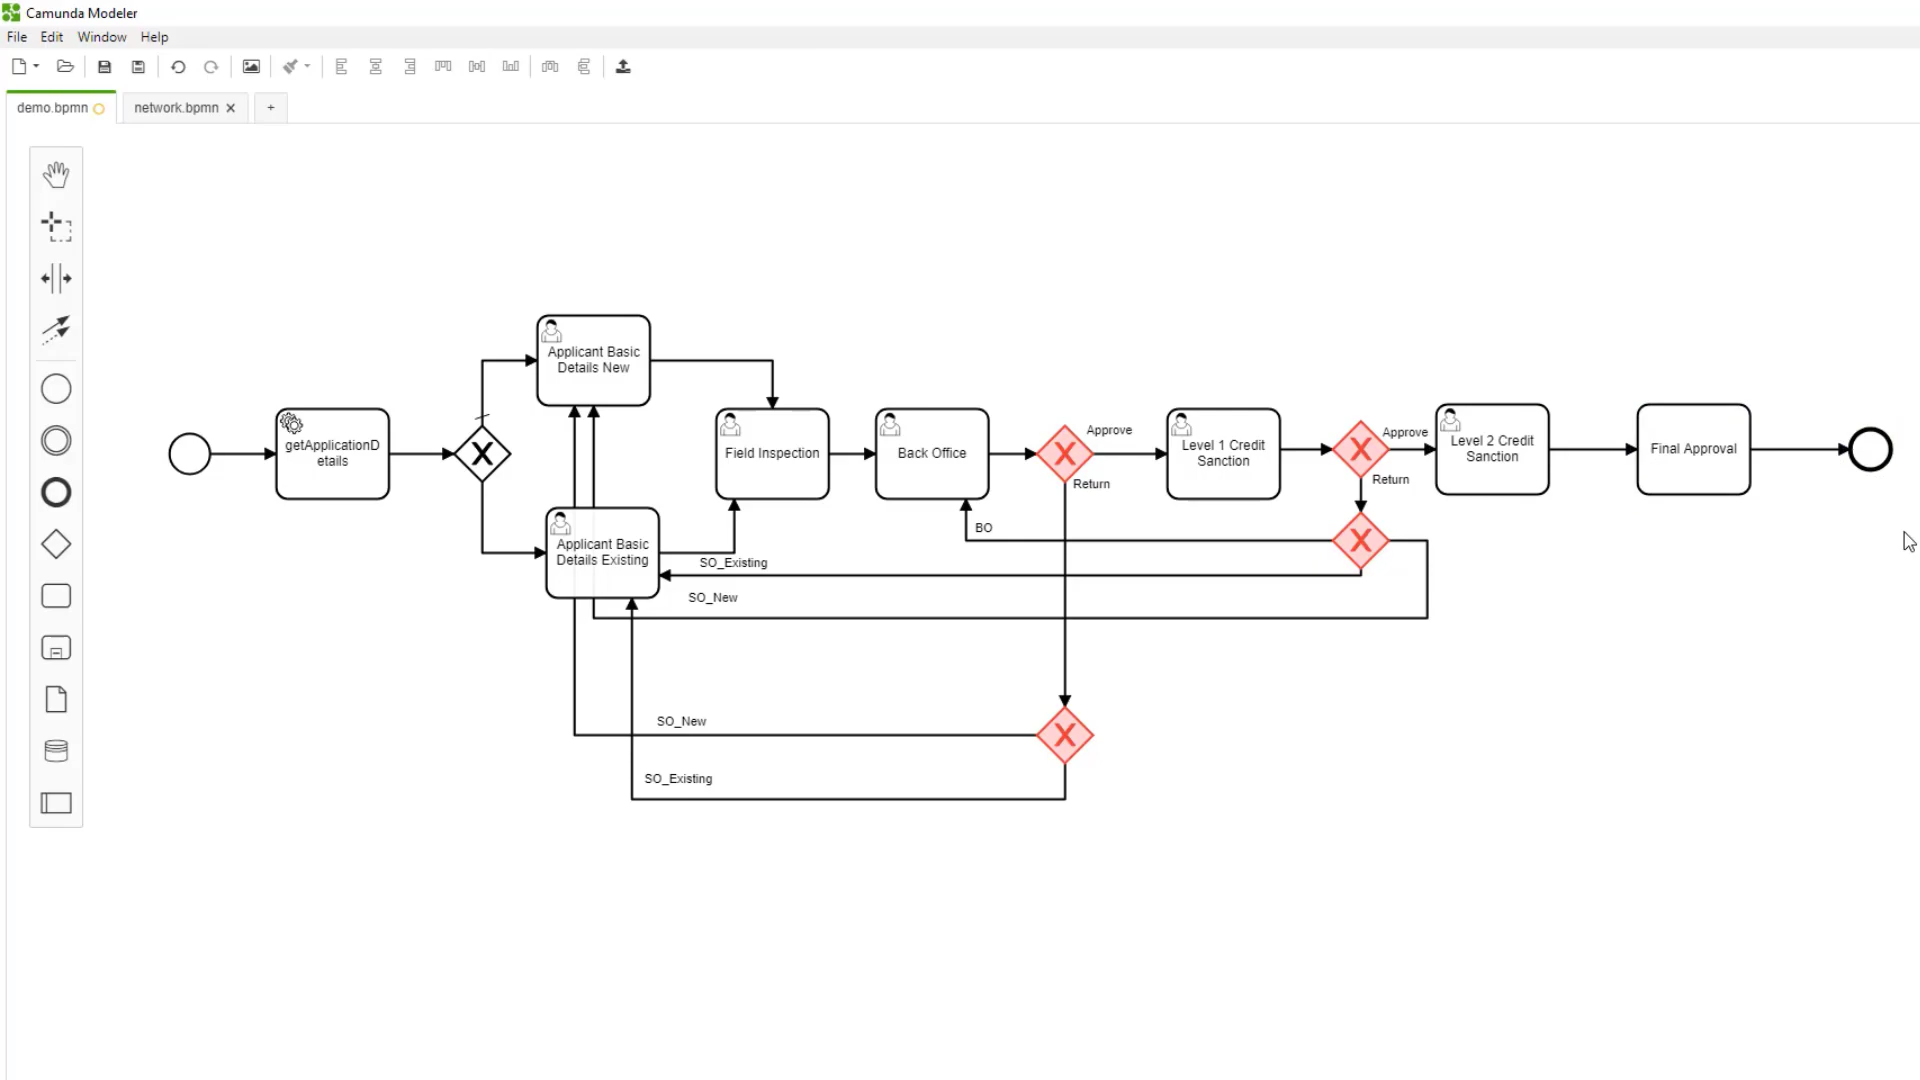 Camunda Modeler
File Edit Window Help
demo.bpmn network.bpmn
+
Applicant Basic
Details New
getApplicationD
etails
Field Inspection
Back Office
Approve
Return
Level 1 Credit
Sanction
Approve
Return
Level 2 Credit
Sanction
Final Approval
BO
Applicant Basic
Details Existing
SO_Existing
SO_New
SO_New
SO_Existing